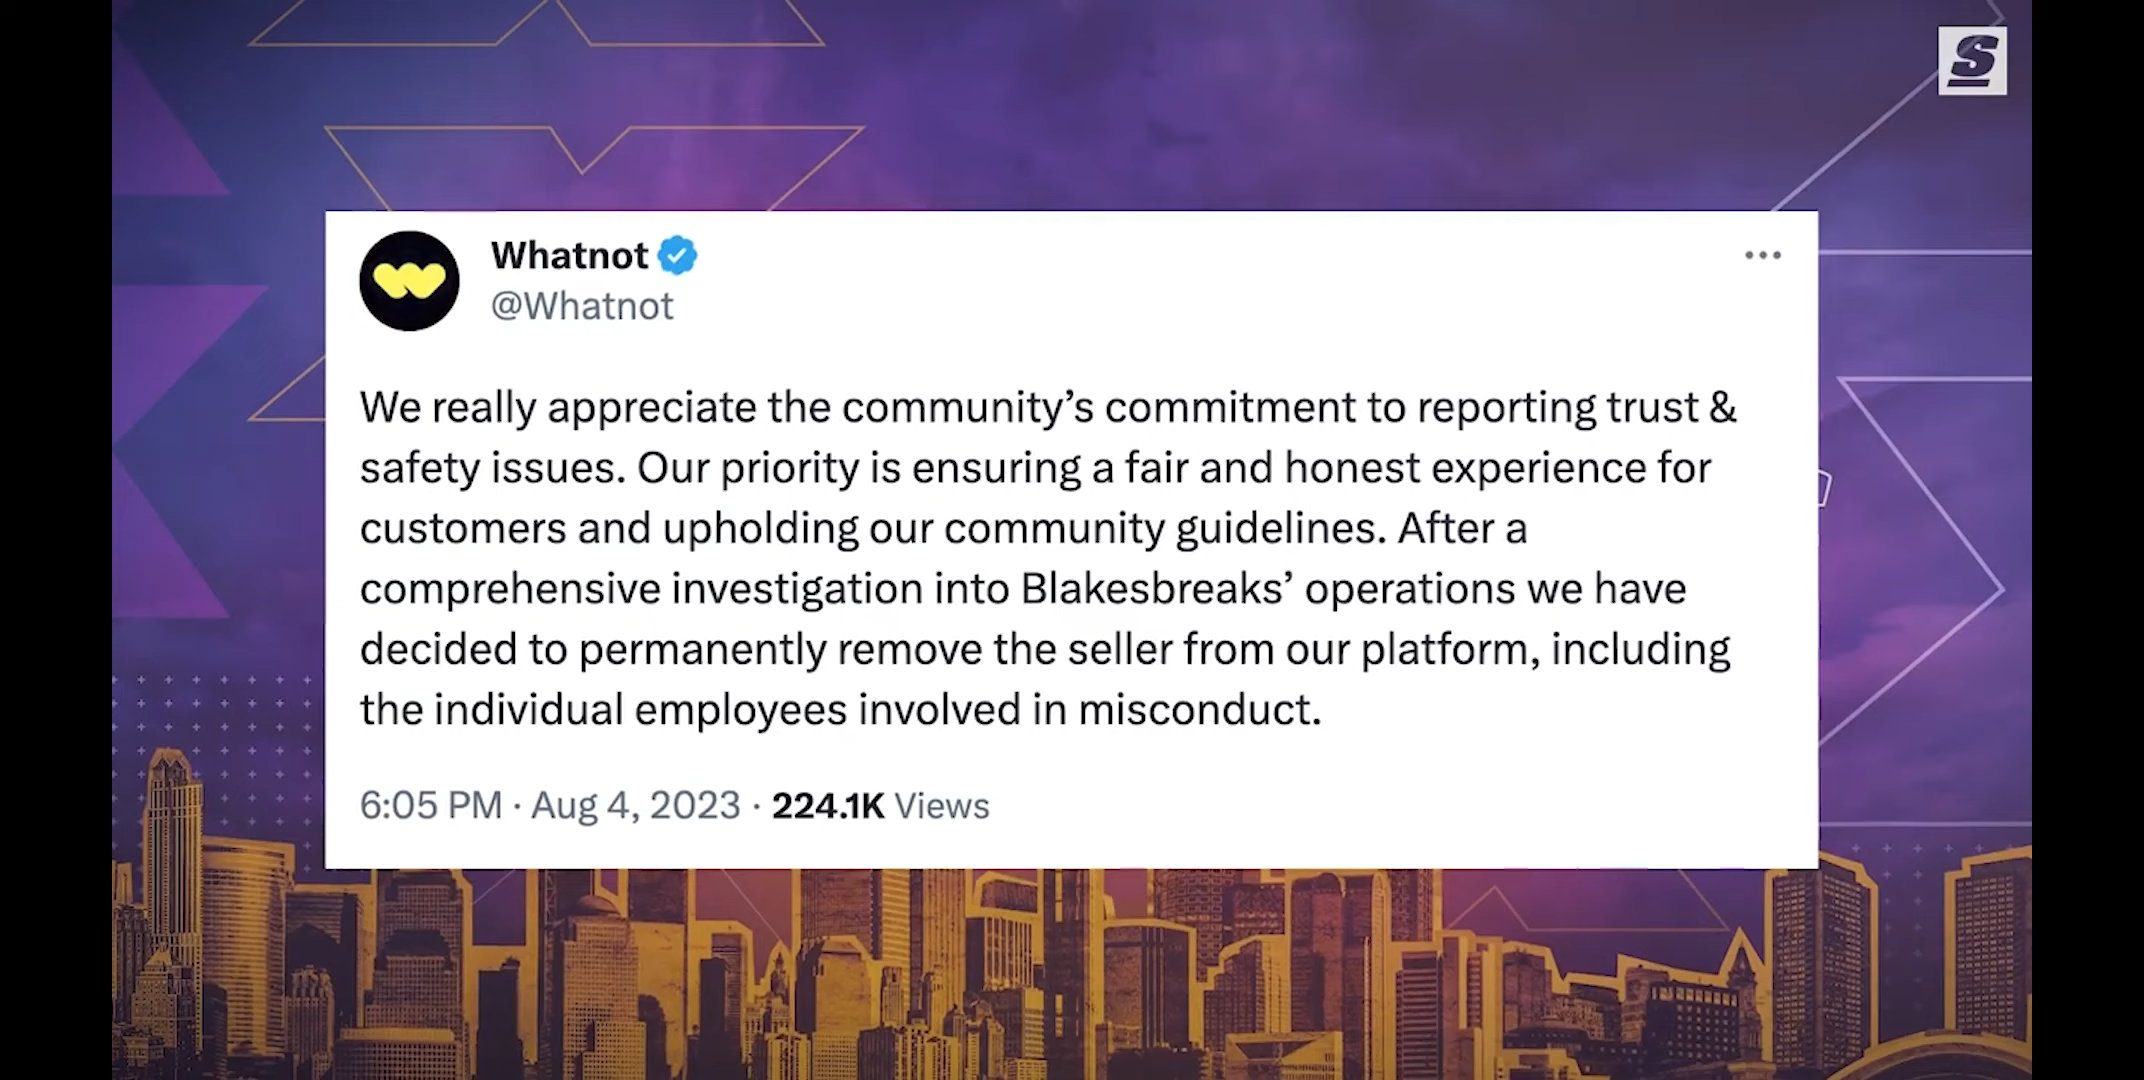 S
Whatnot
@Whatnot
We really appreciate the community’s commitment to reporting trust &
safety issues. Our priority is ensuring a fair and honest experience for
customers and upholding our community guidelines. After a
comprehensive investigation into Blakesbreaks’ operations we have
decided to permanently remove the seller from our platform, including
the individual employees involved in misconduct.
6:05 PM · Aug 4, 2023 · 224.1K Views